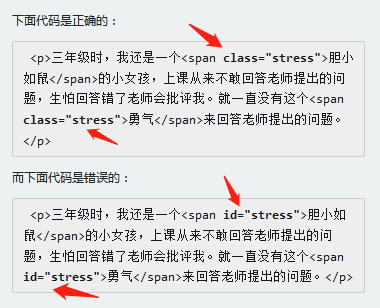 下面代码是正确的：
<p>三年级时，我还是一个<span class="stress">胆小
如鼠</span>的小女孩，上课从来不敢回答老师提出的问
题，生怕回答错了老师会批评我。就一直没有这个<span
class="stress">勇气</span>来回答老师提出的问题。
</p>
而下面代码是错误的：
<p>三年级时，我还是一个<span id="stress">胆小如
鼠</span>的小女孩，上课从来不敢回答老师提出的问
题，生怕回答错了老师会批评我。就一直没有这个<span
id="stress">勇气</span>来回答老师提出的问题。</p>